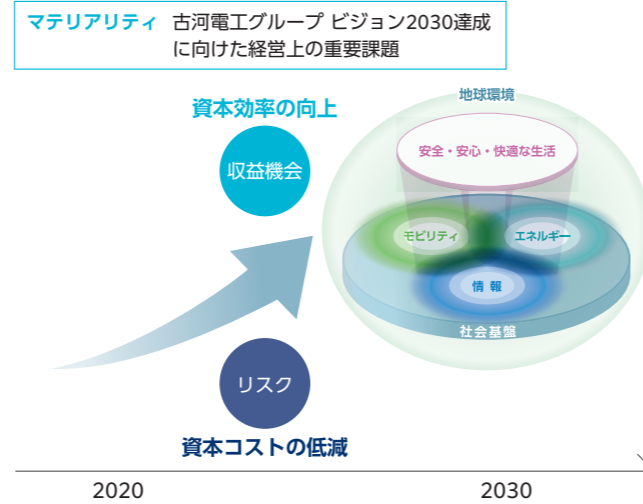 マテリアリティ 古河電工グループ ビジョン2030達成
に向けた経営上の重要課題
資本効率の向上
収益機会
地球環境
安全・安心・快適な生活
モビリティ
エネルギー
情報
社会基盤
リスク
資本コストの低減
2020
2030